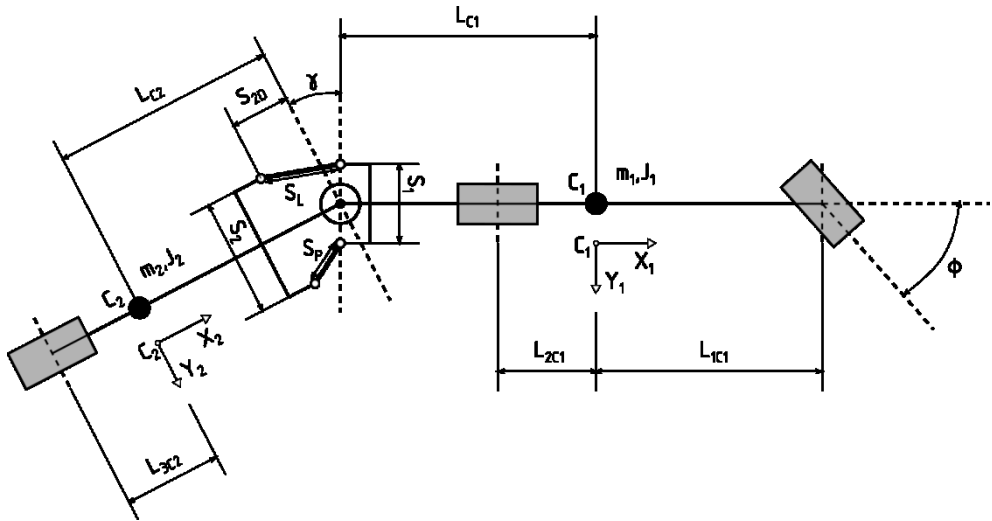 L_C1
L_C2
S_2D
γ
S_L
S_1
C_1
m_1,J_1
S_2
S_P
C_1
X_1
Y_1
ϕ
m_2,J_2
C_2
X_2
C_2
Y_2
L_2C1
L_1C1
L_3C2